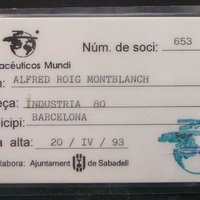 Núm. de soci: 653
acéuticos Mundi
: ALFRED ROIG MONTBLANCH
eça: INDUSTRIA 80
icipi: BARCELONA
alta: 20 / IV / 93
labora: Ajuntament de Sabadell